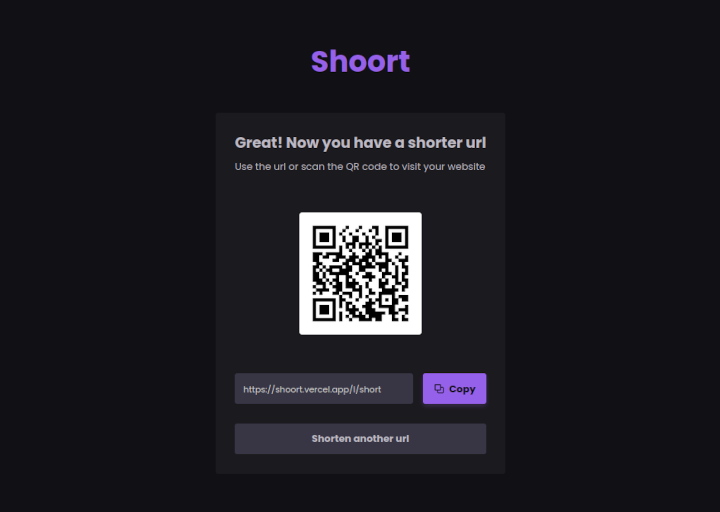 Shoort
Great! Now you have a shorter url
Use the url or scan the QR code to visit your website
https://shoort.vercel.app/l/short
Copy
Shorten another url